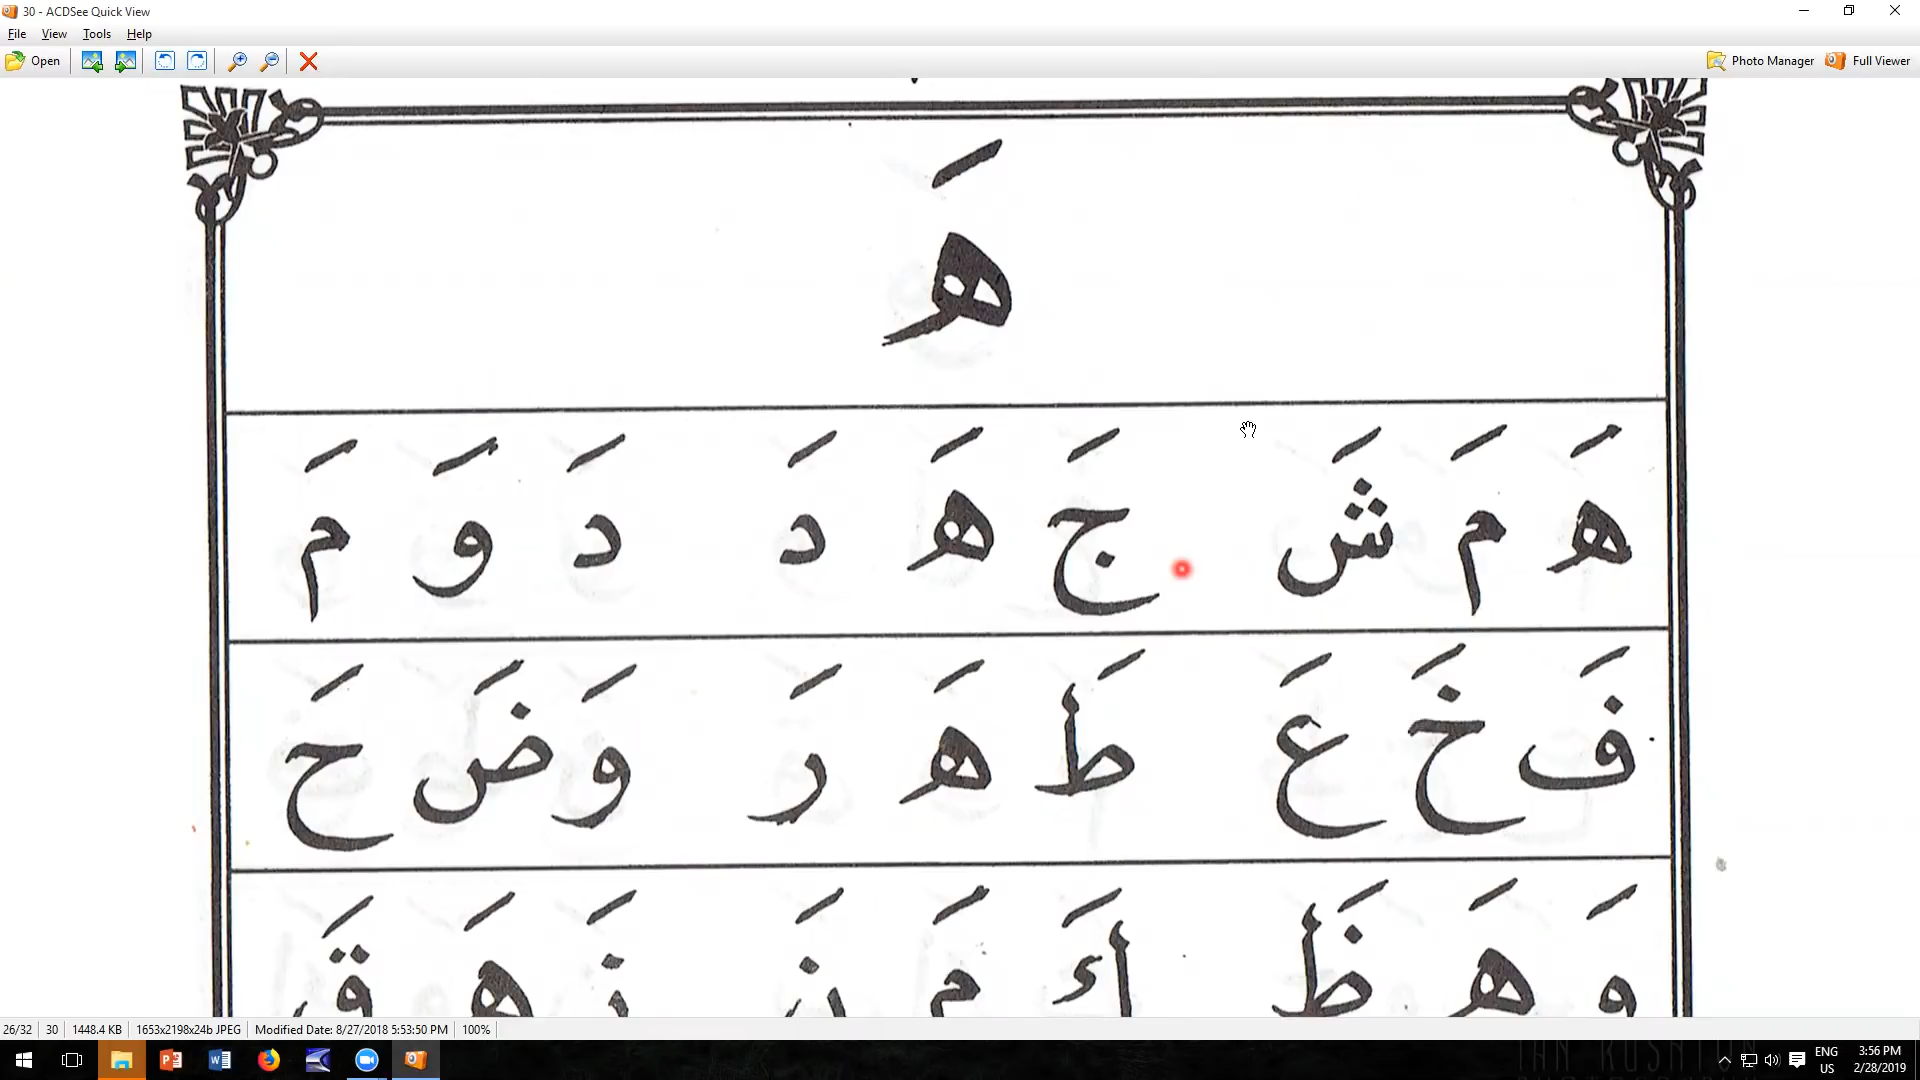 30 - ACDSee Quick View
File View Tools Help
Open Photo Manager Full Viewer
هَ
هَ مَ شَ جَ هَ دَ دَ وَ مَ
فَ خَ عَ طَ هَ رَ وَ ضَ حَ
وَ هَ ظَ أَ مَ نَ نَ هَ قَ
26/32 30 1448.4 KB 1653x2198x24b JPEG Modified Date: 8/27/2018 5:53:50 PM 100%
ENG 3:56 PM
US 2/28/2019